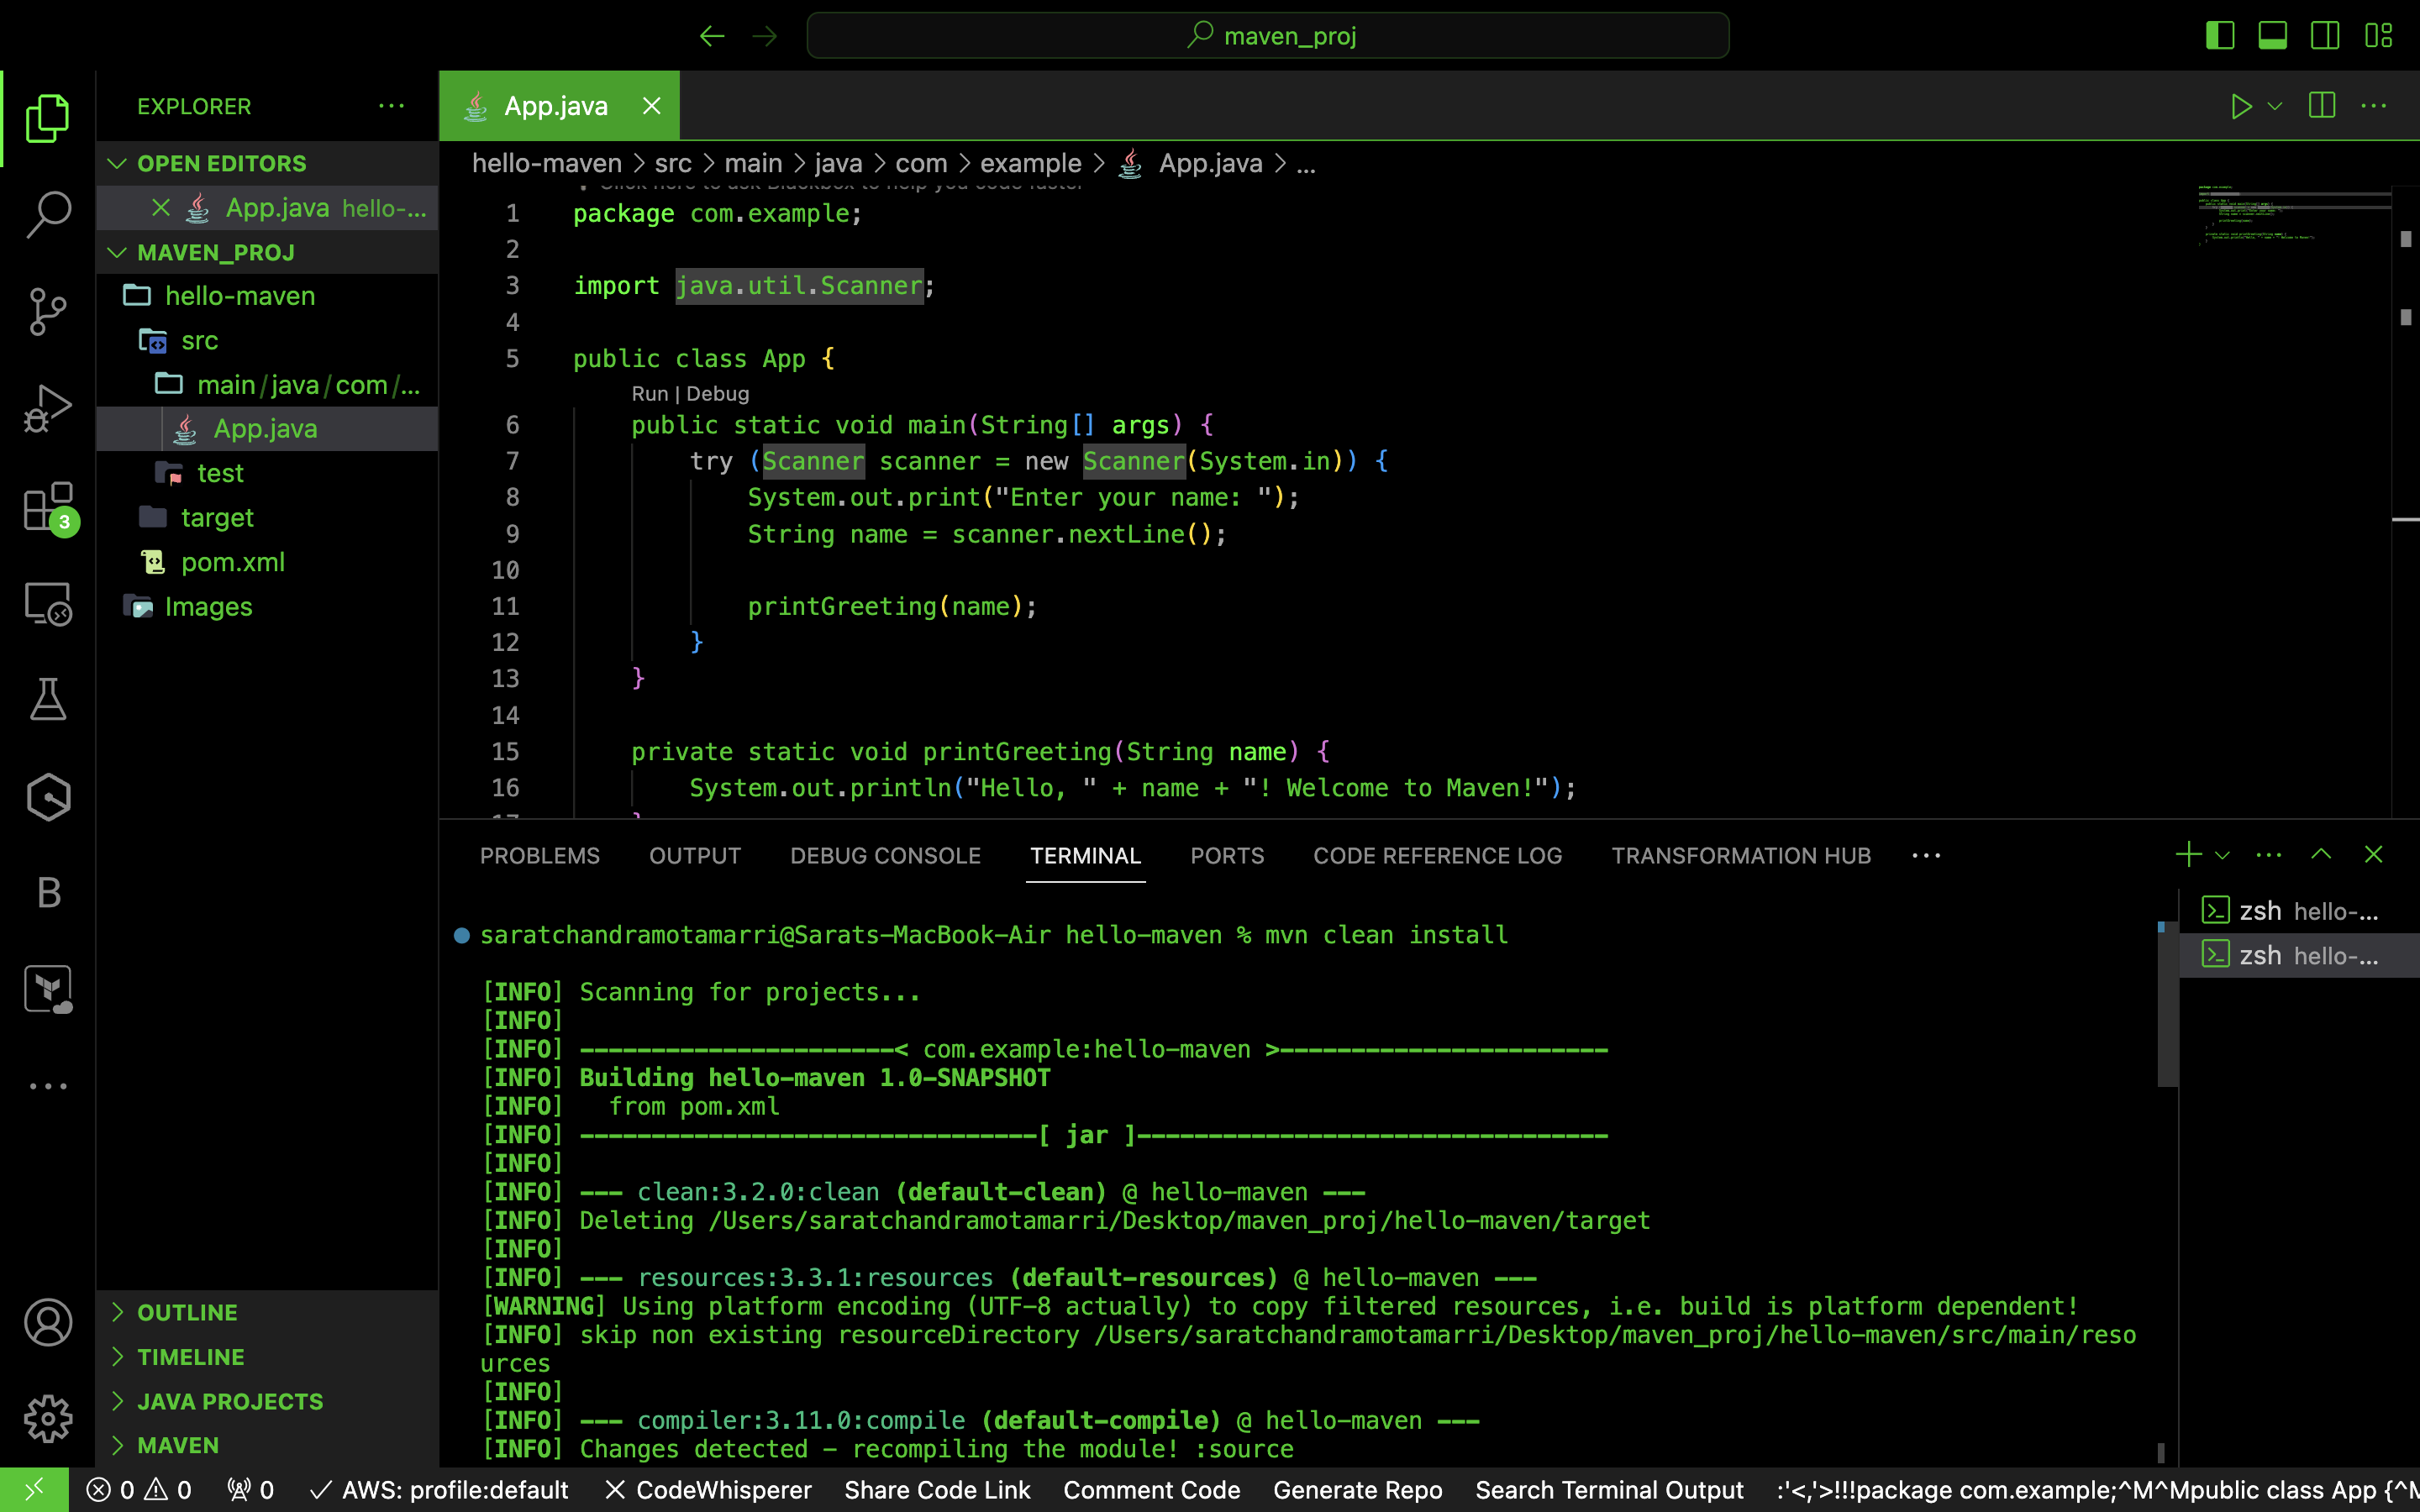 maven_proj
EXPLORER
OPEN EDITORS
App.java hello-...
MAVEN_PROJ
hello-maven
src
main/java/com/...
App.java
test
target
pom.xml
Images
OUTLINE
TIMELINE
JAVA PROJECTS
MAVEN
3
B
App.java
hello-maven > src > main > java > com > example > App.java > ...
Click here to ask Blackbox to help you code faster
1 package com.example;
2
3 import java.util.Scanner;
4
5 public class App {
Run | Debug
6 public static void main(String[] args) {
7 try (Scanner scanner = new Scanner(System.in)) {
8 System.out.print("Enter your name: ");
9 String name = scanner.nextLine();
10
11 printGreeting(name);
12 }
13 }
14
15 private static void printGreeting(String name) {
16 System.out.println("Hello, " + name + "! Welcome to Maven!");
17 }
PROBLEMS OUTPUT DEBUG CONSOLE TERMINAL PORTS CODE REFERENCE LOG TRANSFORMATION HUB ...
zsh hello-...
zsh hello-...
saratchandramotamarri@Sarats-MacBook-Air hello-maven % mvn clean install
[INFO] Scanning for projects...
[INFO]
[INFO] ----------------------< com.example:hello-maven >-----------------------
[INFO] Building hello-maven 1.0-SNAPSHOT
[INFO]   from pom.xml
[INFO] --------------------------------[ jar ]---------------------------------
[INFO]
[INFO] --- clean:3.2.0:clean (default-clean) @ hello-maven ---
[INFO] Deleting /Users/saratchandramotamarri/Desktop/maven_proj/hello-maven/target
[INFO]
[INFO] --- resources:3.3.1:resources (default-resources) @ hello-maven ---
[WARNING] Using platform encoding (UTF-8 actually) to copy filtered resources, i.e. build is platform dependent!
[INFO] skip non existing resourceDirectory /Users/saratchandramotamarri/Desktop/maven_proj/hello-maven/src/main/reso
urces
[INFO]
[INFO] --- compiler:3.11.0:compile (default-compile) @ hello-maven ---
[INFO] Changes detected - recompiling the module! :source
0 0 0 AWS: profile:default CodeWhisperer Share Code Link Comment Code Generate Repo Search Terminal Output :'<,'>!!!package com.example;^M^Mpublic class App {^M